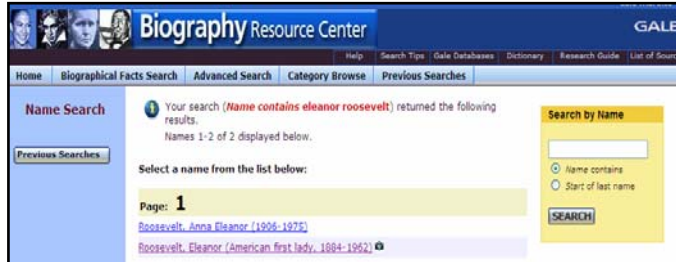 Biography Resource Center
GALE
Help Search Tips Gale Databases Dictionary Research Guide List of Sour
Home Biographical Facts Search Advanced Search Category Browse Previous Searches
Name Search
Previous Searches
Your search (Name contains eleanor roosevelt) returned the following
results.
Names 1-2 of 2 displayed below.
Select a name from the list below:
Page: 1
Roosevelt, Anna Eleanor (1906-1975)
Roosevelt, Eleanor (American first lady, 1884-1962)
Search by Name
Name contains
Start of last name
SEARCH